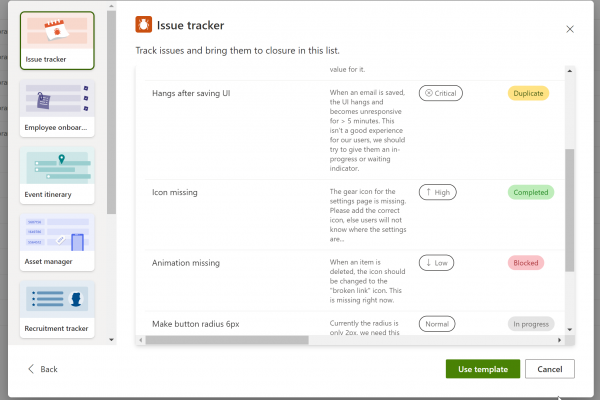 Issue tracker
Employee onboar...
Event itinerary
Asset manager
Recruitment tracker
Issue tracker
Track issues and bring them to closure in this list.
value for it.
Hangs after saving UI
When an email is saved,
the UI hangs and
becomes unresponsive
for > 5 minutes. This
isn't a good experience
for our users, we should
try to give them an in-
progress or waiting
indicator.
Critical
Duplicate
Icon missing
The gear icon for the
settings page is missing.
Please add the correct
icon, else users will not
know where the settings
are...
High
Completed
Animation missing
When an item is
deleted, the icon should
be changed to the
"broken link" icon. This
is missing right now.
Low
Blocked
Make button radius 6px
Currently the radius is
only 2px, we need this
Normal
In progress
Back
Use template
Cancel